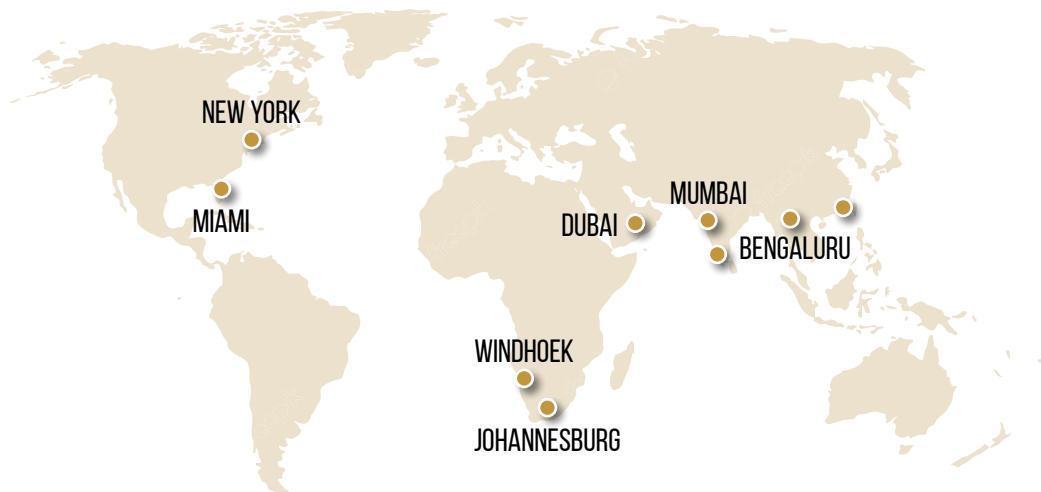 NEW YORK
MIAMI
MUMBAI
DUBAI
BENGALURU
WINDHOEK
JOHANNESBURG